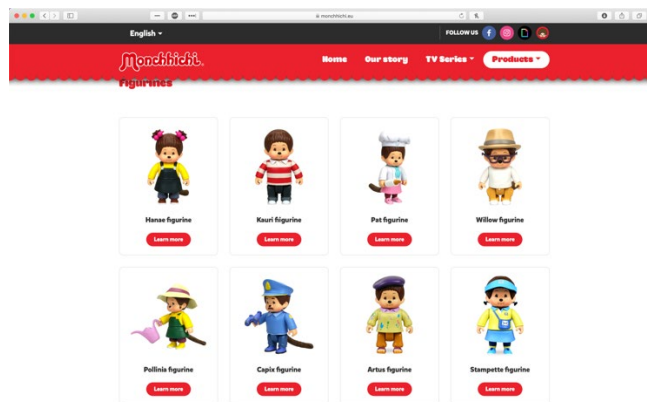 monchhichi.eu
English
FOLLOW US
Monchhichi.
Home Our story TV Series Products
figurines
Hanae figurine Kauri figurine Pat figurine Willow figurine
Learn more Learn more Learn more Learn more
Pollinia figurine Capix figurine Artus figurine Stampette figurine
Learn more Learn more Learn more Learn more